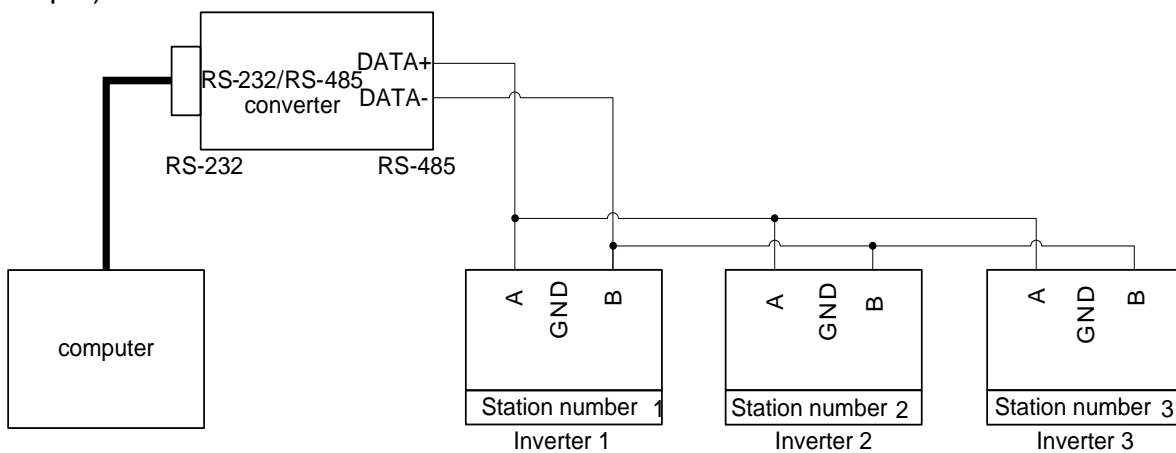 DATA+
RS-232/RS-485
converter
DATA-
RS-232
RS-485
computer
A
GND
B
A
GND
B
A
GND
B
Station number 1
Station number 2
Station number 3
Inverter 1
Inverter 2
Inverter 3